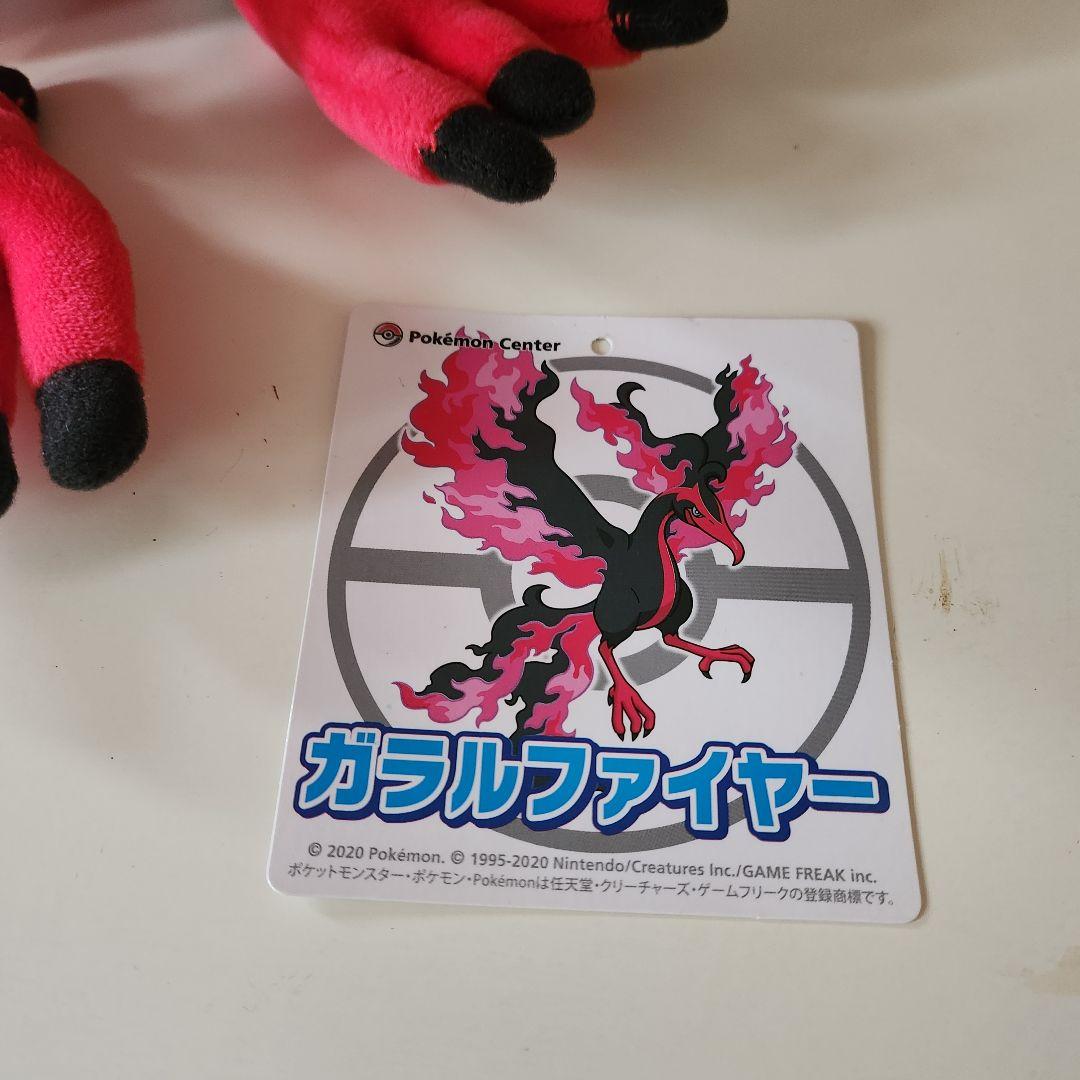 Pokémon Center
ガラルファイヤー
© 2020 Pokémon. © 1995-2020 Nintendo/Creatures Inc./GAME FREAK inc.
ポケットモンスター・ポケモン・Pokémonは任天堂・クリーチャーズ・ゲームフリークの登録商標です。